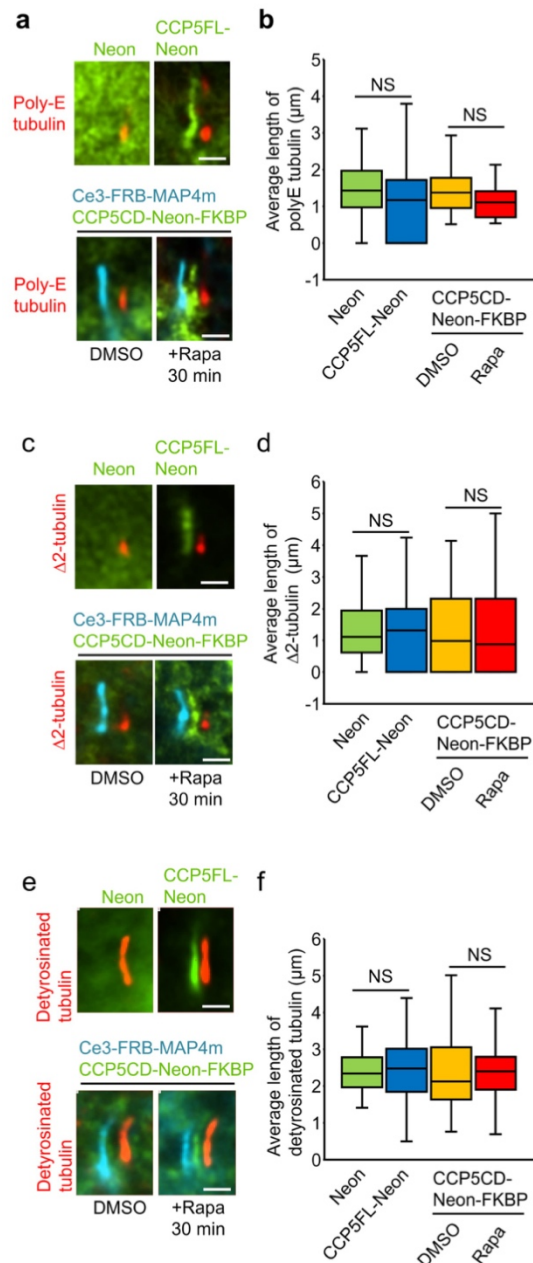 a
Neon
CCP5FL-
Neon
Poly-E
tubulin
Ce3-FRB-MAP4m
CCP5CD-Neon-FKBP
Poly-E
tubulin
DMSO
+Rapa
30 min
b
Average length of
polyE tubulin (µm)
5
4
3
2
1
0
-1
NS
NS
Neon
CCP5FL-Neon
CCP5CD-
Neon-FKBP
DMSO
Rapa
c
Neon
CCP5FL-
Neon
Δ2-tubulin
Ce3-FRB-MAP4m
CCP5CD-Neon-FKBP
Δ2-tubulin
DMSO
+Rapa
30 min
d
Average length of
Δ2-tubulin (µm)
6
5
4
3
2
1
0
-1
NS
NS
Neon
CCP5FL-Neon
CCP5CD-
Neon-FKBP
DMSO
Rapa
e
Neon
CCP5FL-
Neon
Detyrosinated
tubulin
Ce3-FRB-MAP4m
CCP5CD-Neon-FKBP
Detyrosinated
tubulin
DMSO
+Rapa
30 min
f
Average length of
detyrosinated tubulin (µm)
6
5
4
3
2
1
0
NS
NS
Neon
CCP5FL-Neon
CCP5CD-
Neon-FKBP
DMSO
Rapa